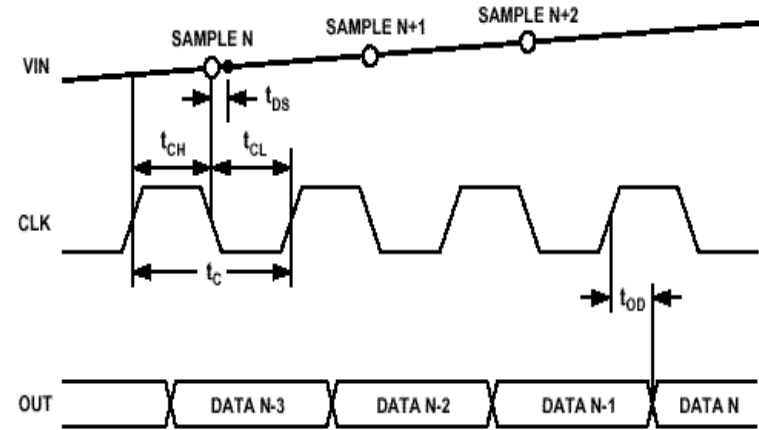 SAMPLE N+2
SAMPLE N+1
SAMPLE N
VIN
tDS
tCH
tCL
CLK
tC
tOD
OUT
DATA N-3
DATA N-2
DATA N-1
DATA N